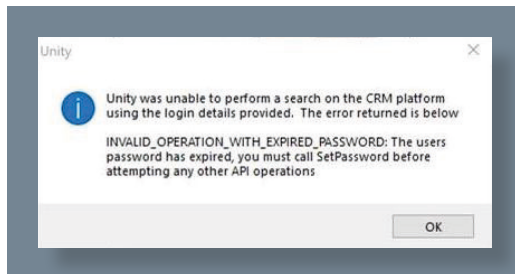 Unity
Unity was unable to perform a search on the CRM platform
using the login details provided. The error returned is below
INVALID_OPERATION_WITH_EXPIRED_PASSWORD: The users
password has expired, you must call SetPassword before
attempting any other API operations
OK